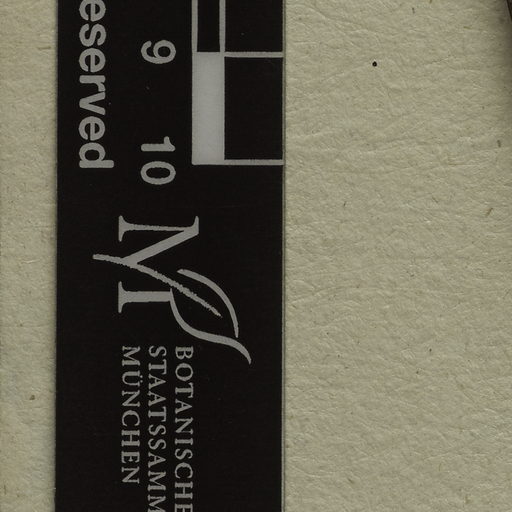 eserved
9 10
BOTANISCHE
STAATSSAMM
MÜNCHEN